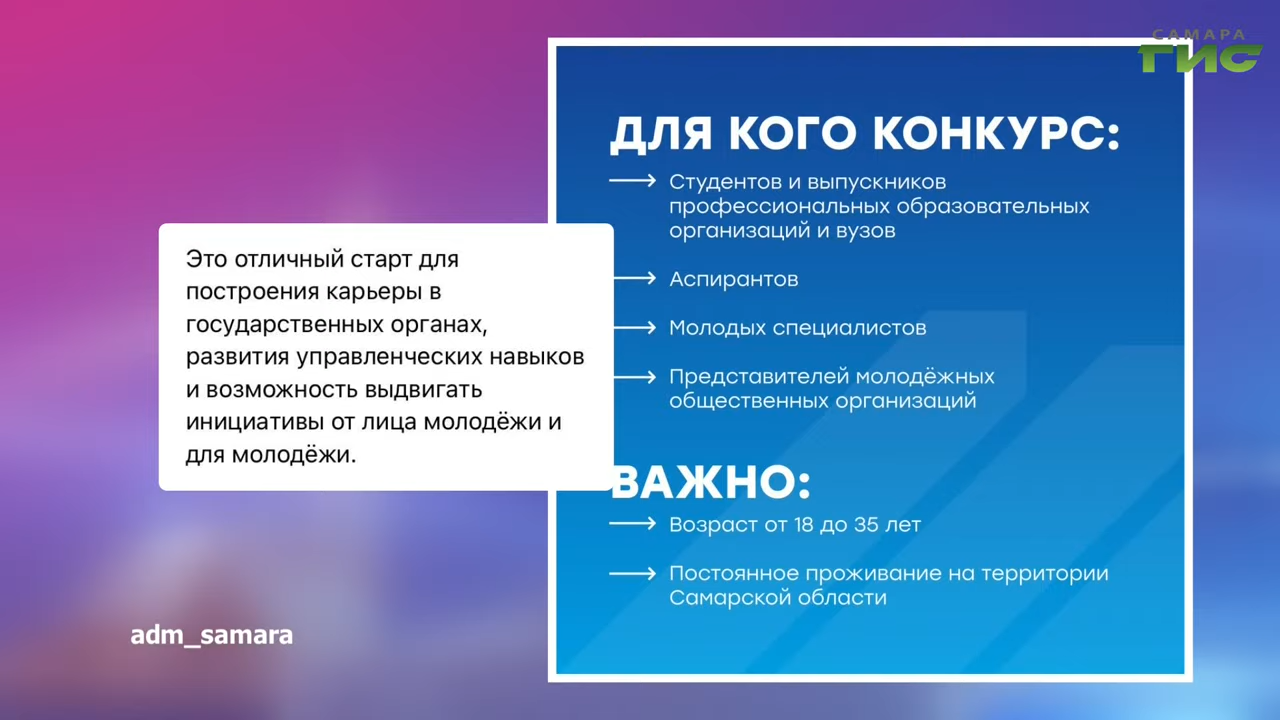 САМАРА
ГИС
ДЛЯ КОГО КОНКУРС:
Студентов и выпускников
профессиональных образовательных
организаций и вузов
Аспирантов
Молодых специалистов
Представителей молодёжных
общественных организаций
ВАЖНО:
Возраст от 18 до 35 лет
Постоянное проживание на территории
Самарской области
Это отличный старт для
построения карьеры в
государственных органах,
развития управленческих навыков
и возможность выдвигать
инициативы от лица молодёжи и
для молодёжи.
adm_samara